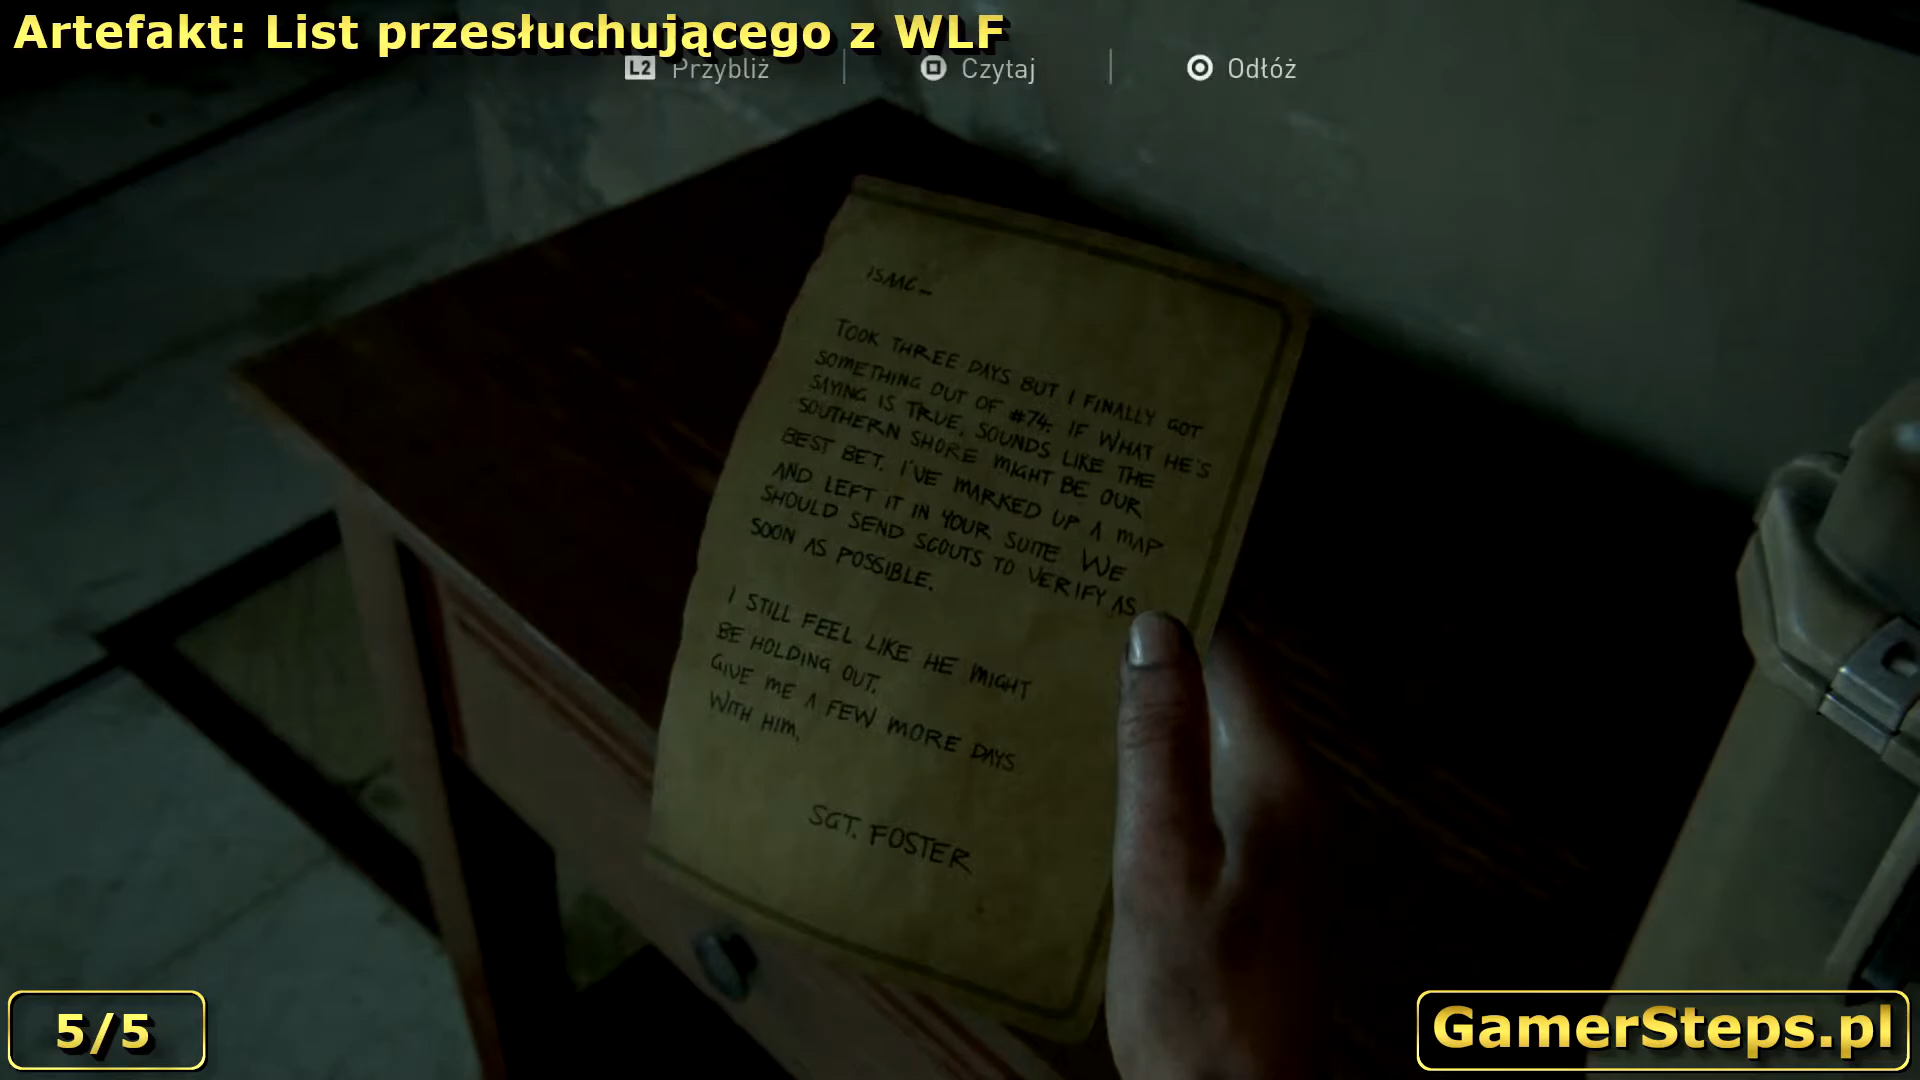 Artefakt: List przesłuchującego z WLF
L2 Przybliż
Czytaj
Odłóż
ISAAC_
TOOK THREE DAYS BUT I FINALLY GOT
SOMETHING OUT OF #74. IF WHAT HE'S
SAYING IS TRUE, SOUNDS LIKE THE
SOUTHERN SHORE MIGHT BE OUR
BEST BET. I'VE MARKED UP A MAP
AND LEFT IT IN YOUR SUITE. WE
SHOULD SEND SCOUTS TO VERIFY AS
SOON AS POSSIBLE.
I STILL FEEL LIKE HE MIGHT
BE HOLDING OUT.
GIVE ME A FEW MORE DAYS
WITH HIM.
SGT. FOSTER
5/5
GamerSteps.pl